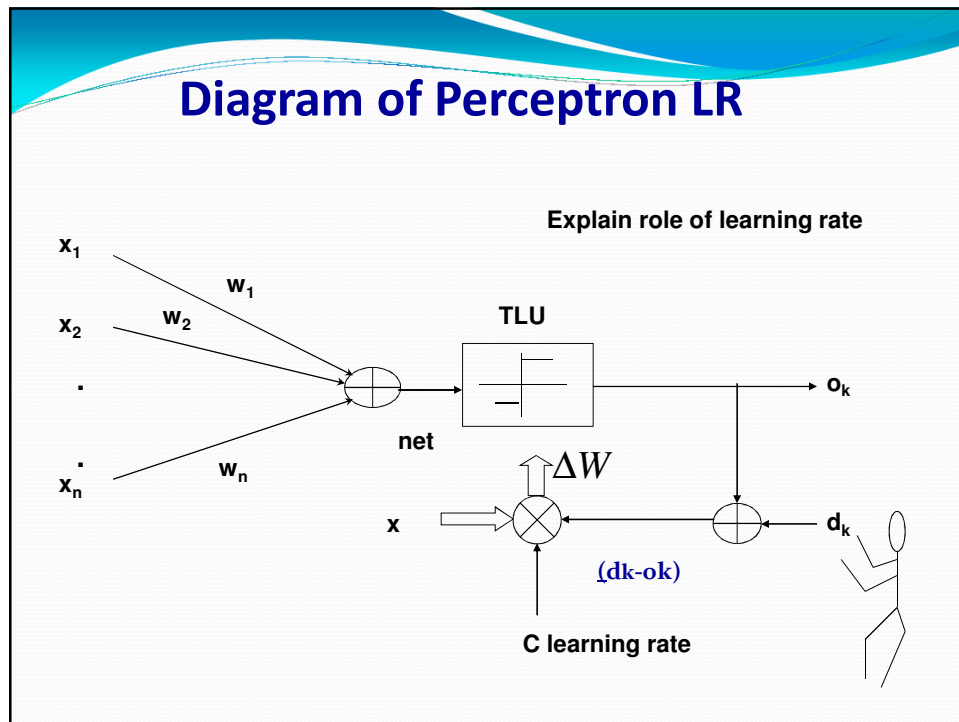 Diagram of Perceptron LR
Explain role of learning rate
x₁
w₁
x₂
w₂
TLU
.
oₖ
net
.
wₙ
xₙ
ΔW
x
dₖ
(dk-ok)
C learning rate